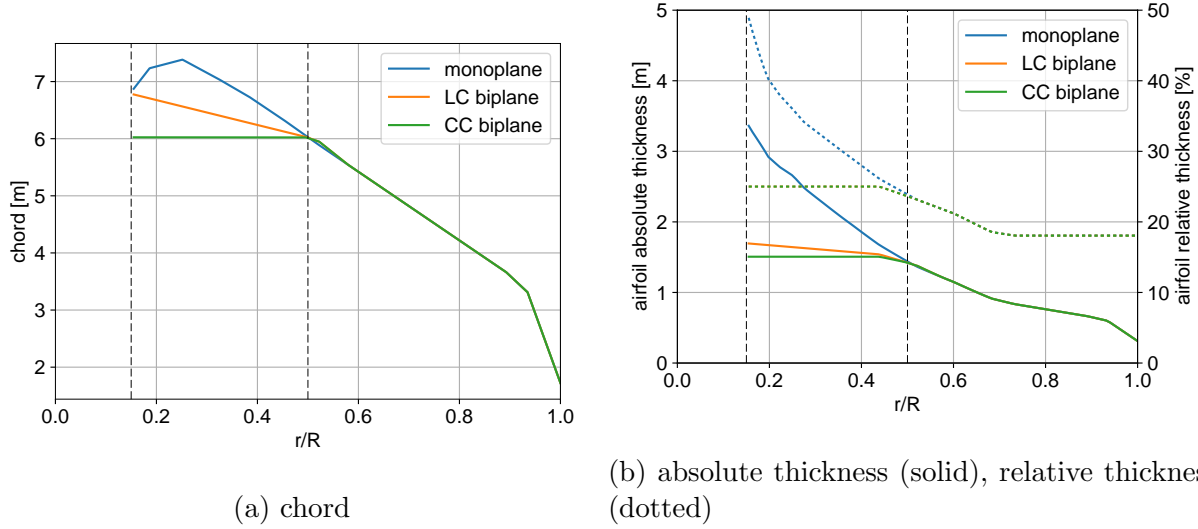 7
6
5
4
3
2
chord [m]
0.0 0.2 0.4 0.6 0.8 1.0
r/R
monoplane
LC biplane
CC biplane
(a) chord
5
4
3
2
1
0
airfoil absolute thickness [m]
0.0 0.2 0.4 0.6 0.8 1.0
r/R
monoplane
LC biplane
CC biplane
50
40
30
20
10
0
airfoil relative thickness [%]
(b) absolute thickness (solid), relative thicknes
(dotted)